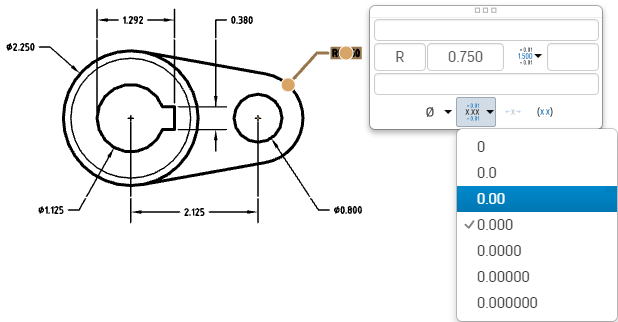 1.292
0.380
Ø2.250
R 0.750
+ 0.01
1.500
- 0.01
Ø
+ 0.01
X.XX
- 0.01
-x-
(x x)
0
0.0
0.00
✓ 0.000
0.0000
0.00000
0.000000
Ø1.125
2.125
Ø0.800